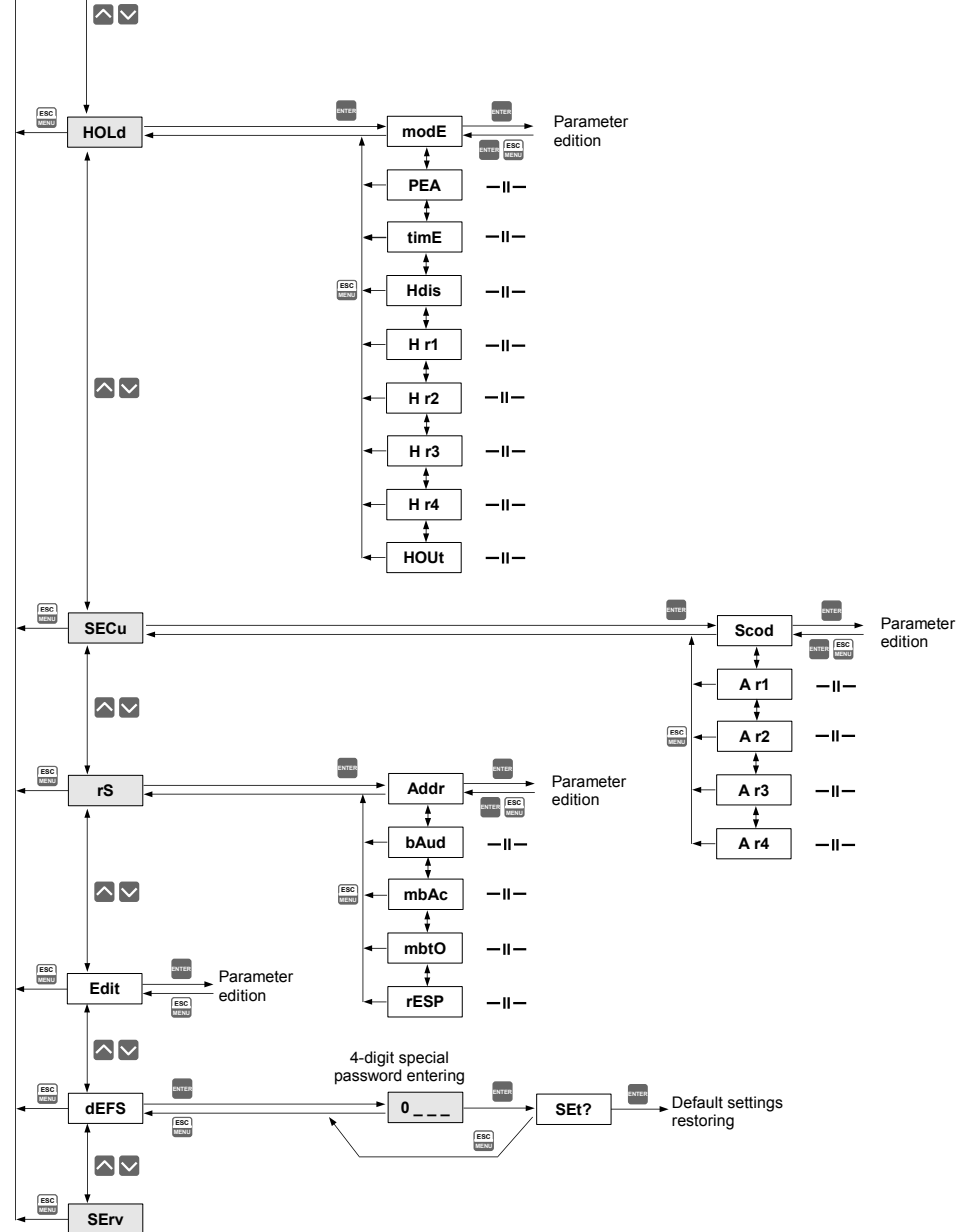 ESC
MENU
HOLd
ENTER
modE
ENTER
ENTER
ESC
MENU
Parameter
edition
PEA
—II—
timE
—II—
ESC
MENU
Hdis
—II—
H r1
—II—
H r2
—II—
H r3
—II—
H r4
—II—
HOUt
—II—
ESC
MENU
SECu
ENTER
Scod
ENTER
ENTER
ESC
MENU
Parameter
edition
A r1
—II—
ESC
MENU
A r2
—II—
A r3
—II—
A r4
—II—
ESC
MENU
rS
ENTER
Addr
ENTER
ENTER
ESC
MENU
Parameter
edition
bAud
—II—
ESC
MENU
mbAc
—II—
mbtO
—II—
rESP
—II—
ESC
MENU
Edit
ENTER
ESC
MENU
Parameter
edition
ESC
MENU
dEFS
ENTER
ESC
MENU
4-digit special
password entering
0 _ _ _
ENTER
SEt?
ENTER
ESC
MENU
Default settings
restoring
ESC
MENU
SErv